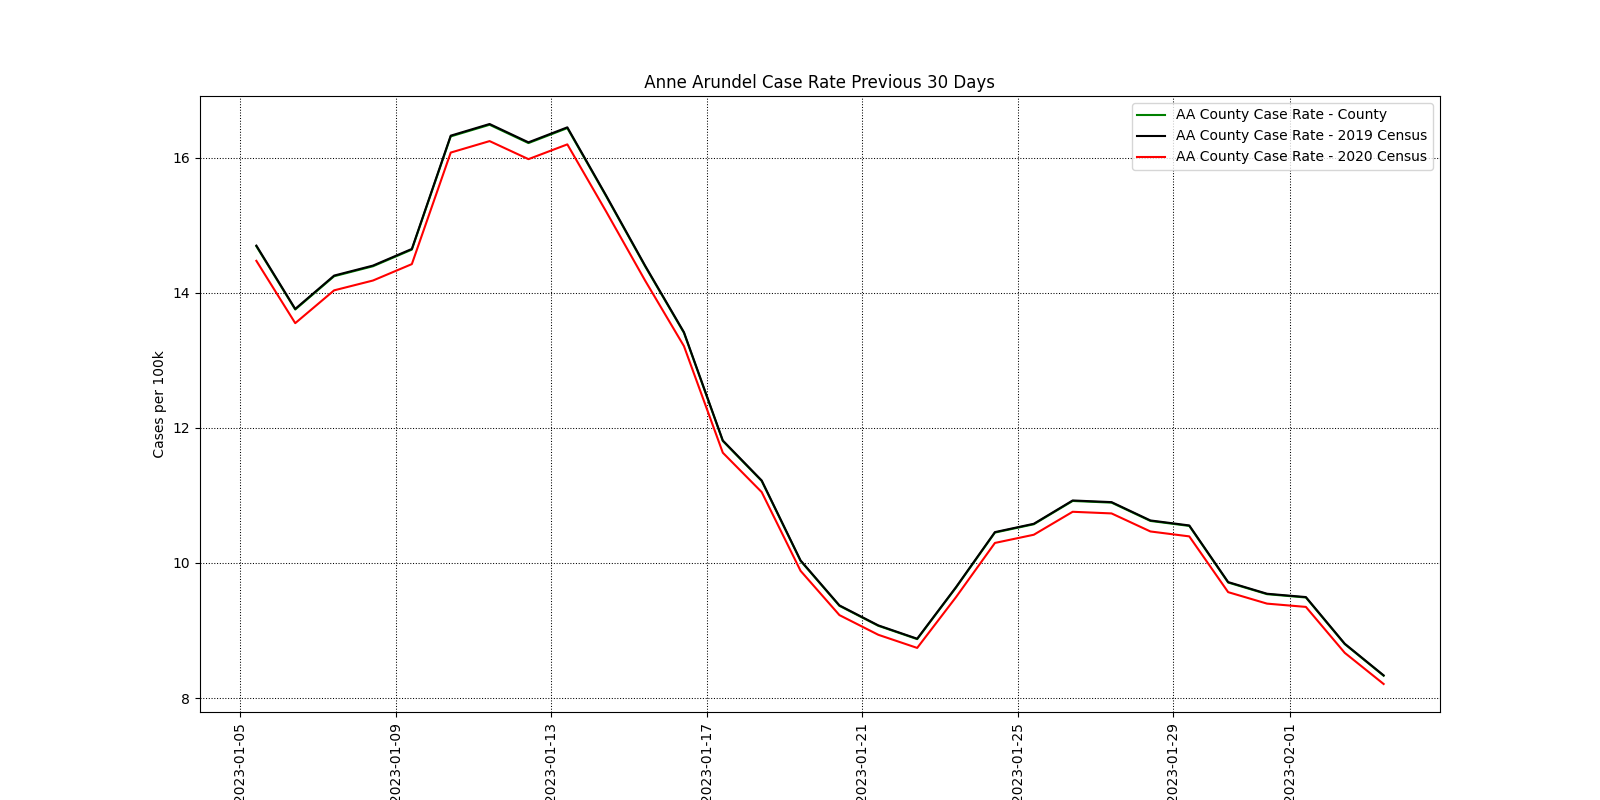 Anne Arundel Case Rate Previous 30 Days
AA County Case Rate - County
AA County Case Rate - 2019 Census
AA County Case Rate - 2020 Census
Cases per 100k
16
14
12
10
8
2023-01-05
2023-01-09
2023-01-13
2023-01-17
2023-01-21
2023-01-25
2023-01-29
2023-02-01